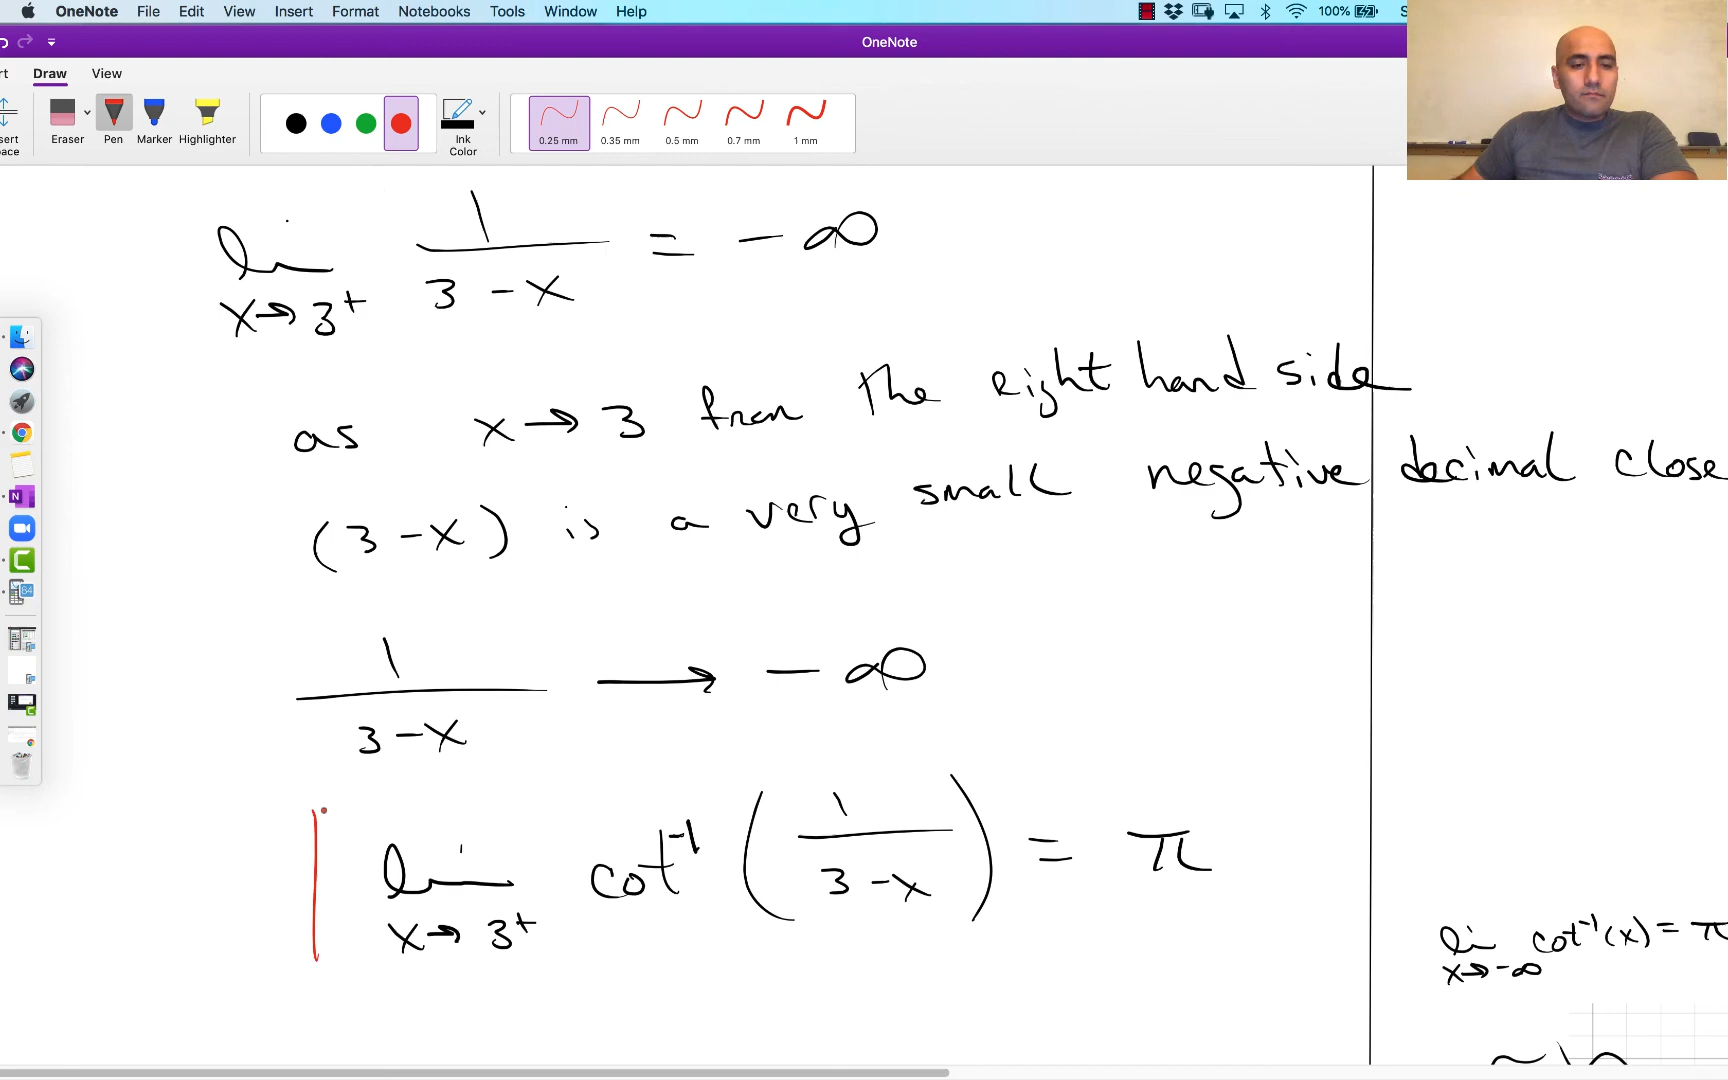 OneNote File Edit View Insert Format Notebooks Tools Window Help 100%
OneNote
Draw View
Eraser Pen Marker Highlighter Ink Color 0.25 mm 0.35 mm 0.5 mm 0.7 mm 1 mm
lim x→3⁺ 1/(3-x) = -∞
as x→3 from the Right hand side
(3-x) is a very small negative decimal close
1/(3-x) → -∞
lim x→3⁺ cot⁻¹(1/(3-x)) = π
lim x→-∞ cot⁻¹(x) = π